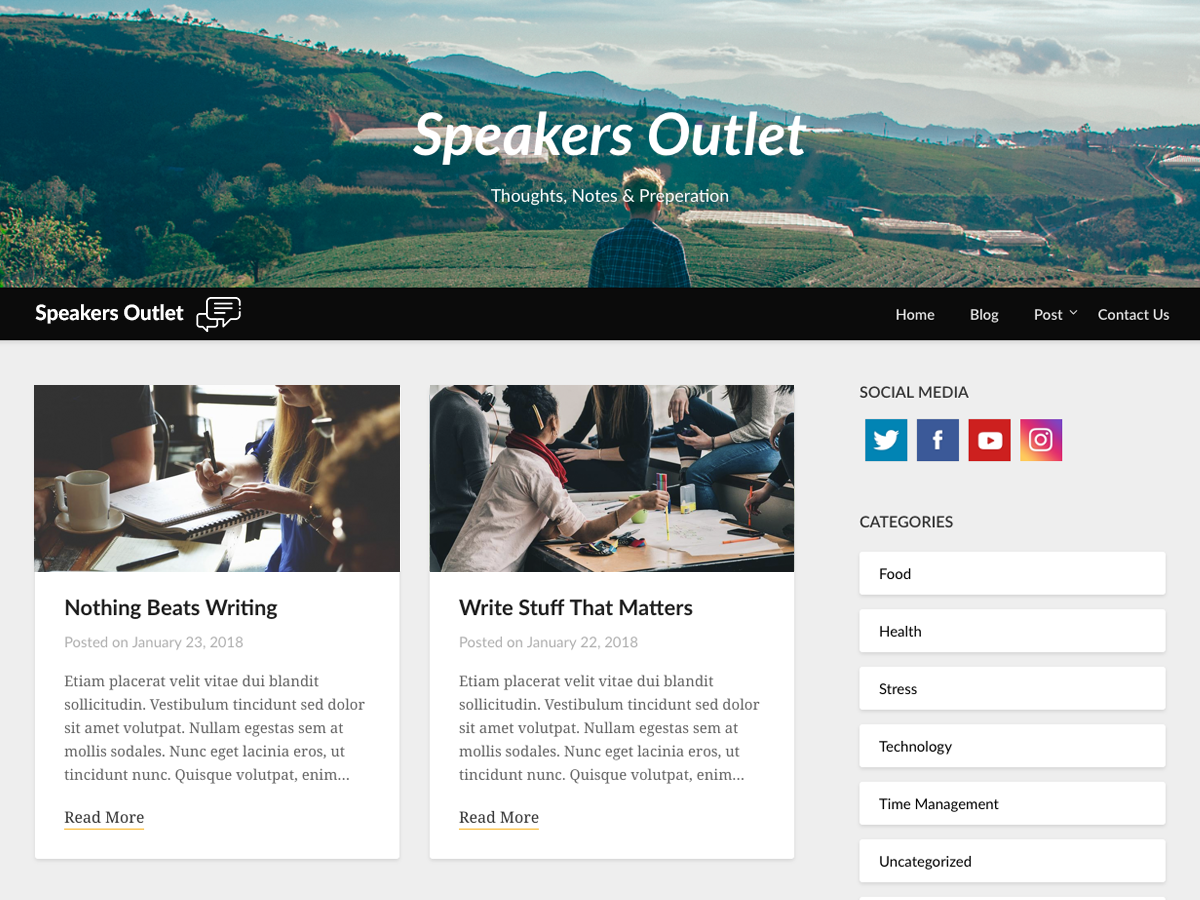 Speakers Outlet
Thoughts, Notes & Preperation
Speakers Outlet
Home
Blog
Post
Contact Us
Nothing Beats Writing
Posted on January 23, 2018
Etiam placerat velit vitae dui blandit
sollicitudin. Vestibulum tincidunt sed dolor
sit amet volutpat. Nullam egestas sem at
mollis sodales. Nunc eget lacinia eros, ut
tincidunt nunc. Quisque volutpat, enim...
Read More
Write Stuff That Matters
Posted on January 22, 2018
Etiam placerat velit vitae dui blandit
sollicitudin. Vestibulum tincidunt sed dolor
sit amet volutpat. Nullam egestas sem at
mollis sodales. Nunc eget lacinia eros, ut
tincidunt nunc. Quisque volutpat, enim...
Read More
SOCIAL MEDIA
CATEGORIES
Food
Health
Stress
Technology
Time Management
Uncategorized